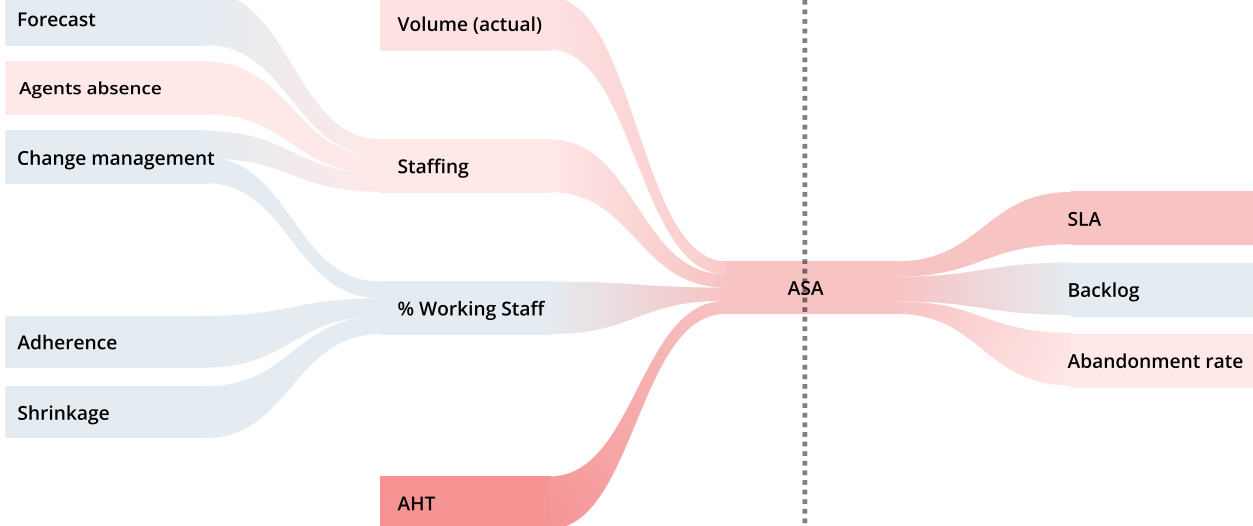 Forecast
Agents absence
Change management
Adherence
Shrinkage
Volume (actual)
Staffing
% Working Staff
AHT
ASA
SLA
Backlog
Abandonment rate